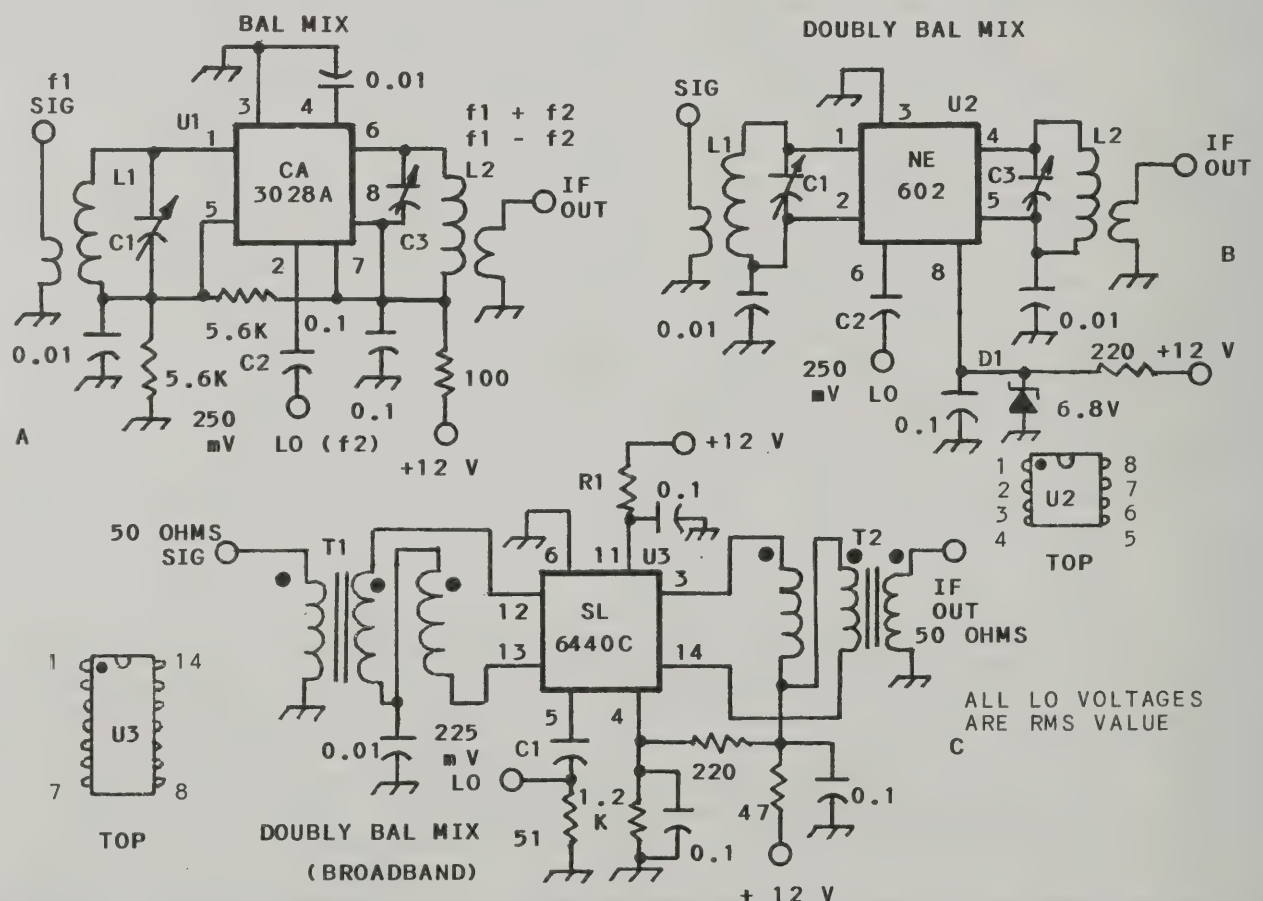 BAL MIX
f1
SIG
0.01
3
4
U1
1
6
f1 + f2
f1 - f2
L1
CA
3028A
8
L2
IF
OUT
5
C1
C3
2
7
5.6K
0.1
0.01
C2
5.6K
0.1
100
250
mV
LO (f2)
+12 V
A
DOUBLY BAL MIX
SIG
3
U2
L1
1
4
L2
IF
OUT
NE
602
C1
C3
2
5
6
8
B
0.01
C2
0.01
250
mV
LO
D1
220
+12 V
0.1
6.8V
1
2
3
4
U2
8
7
6
5
TOP
+12 V
R1
0.1
50 OHMS
SIG
T1
6
11
U3
3
T2
12
SL
6440C
IF
OUT
50 OHMS
13
14
1
14
U3
7
8
TOP
5
4
0.01
225
mV
LO
C1
220
ALL LO VOLTAGES
ARE RMS VALUE
C
51
1.2
K
0.1
47
0.1
DOUBLY BAL MIX
(BROADBAND)
+ 12 V